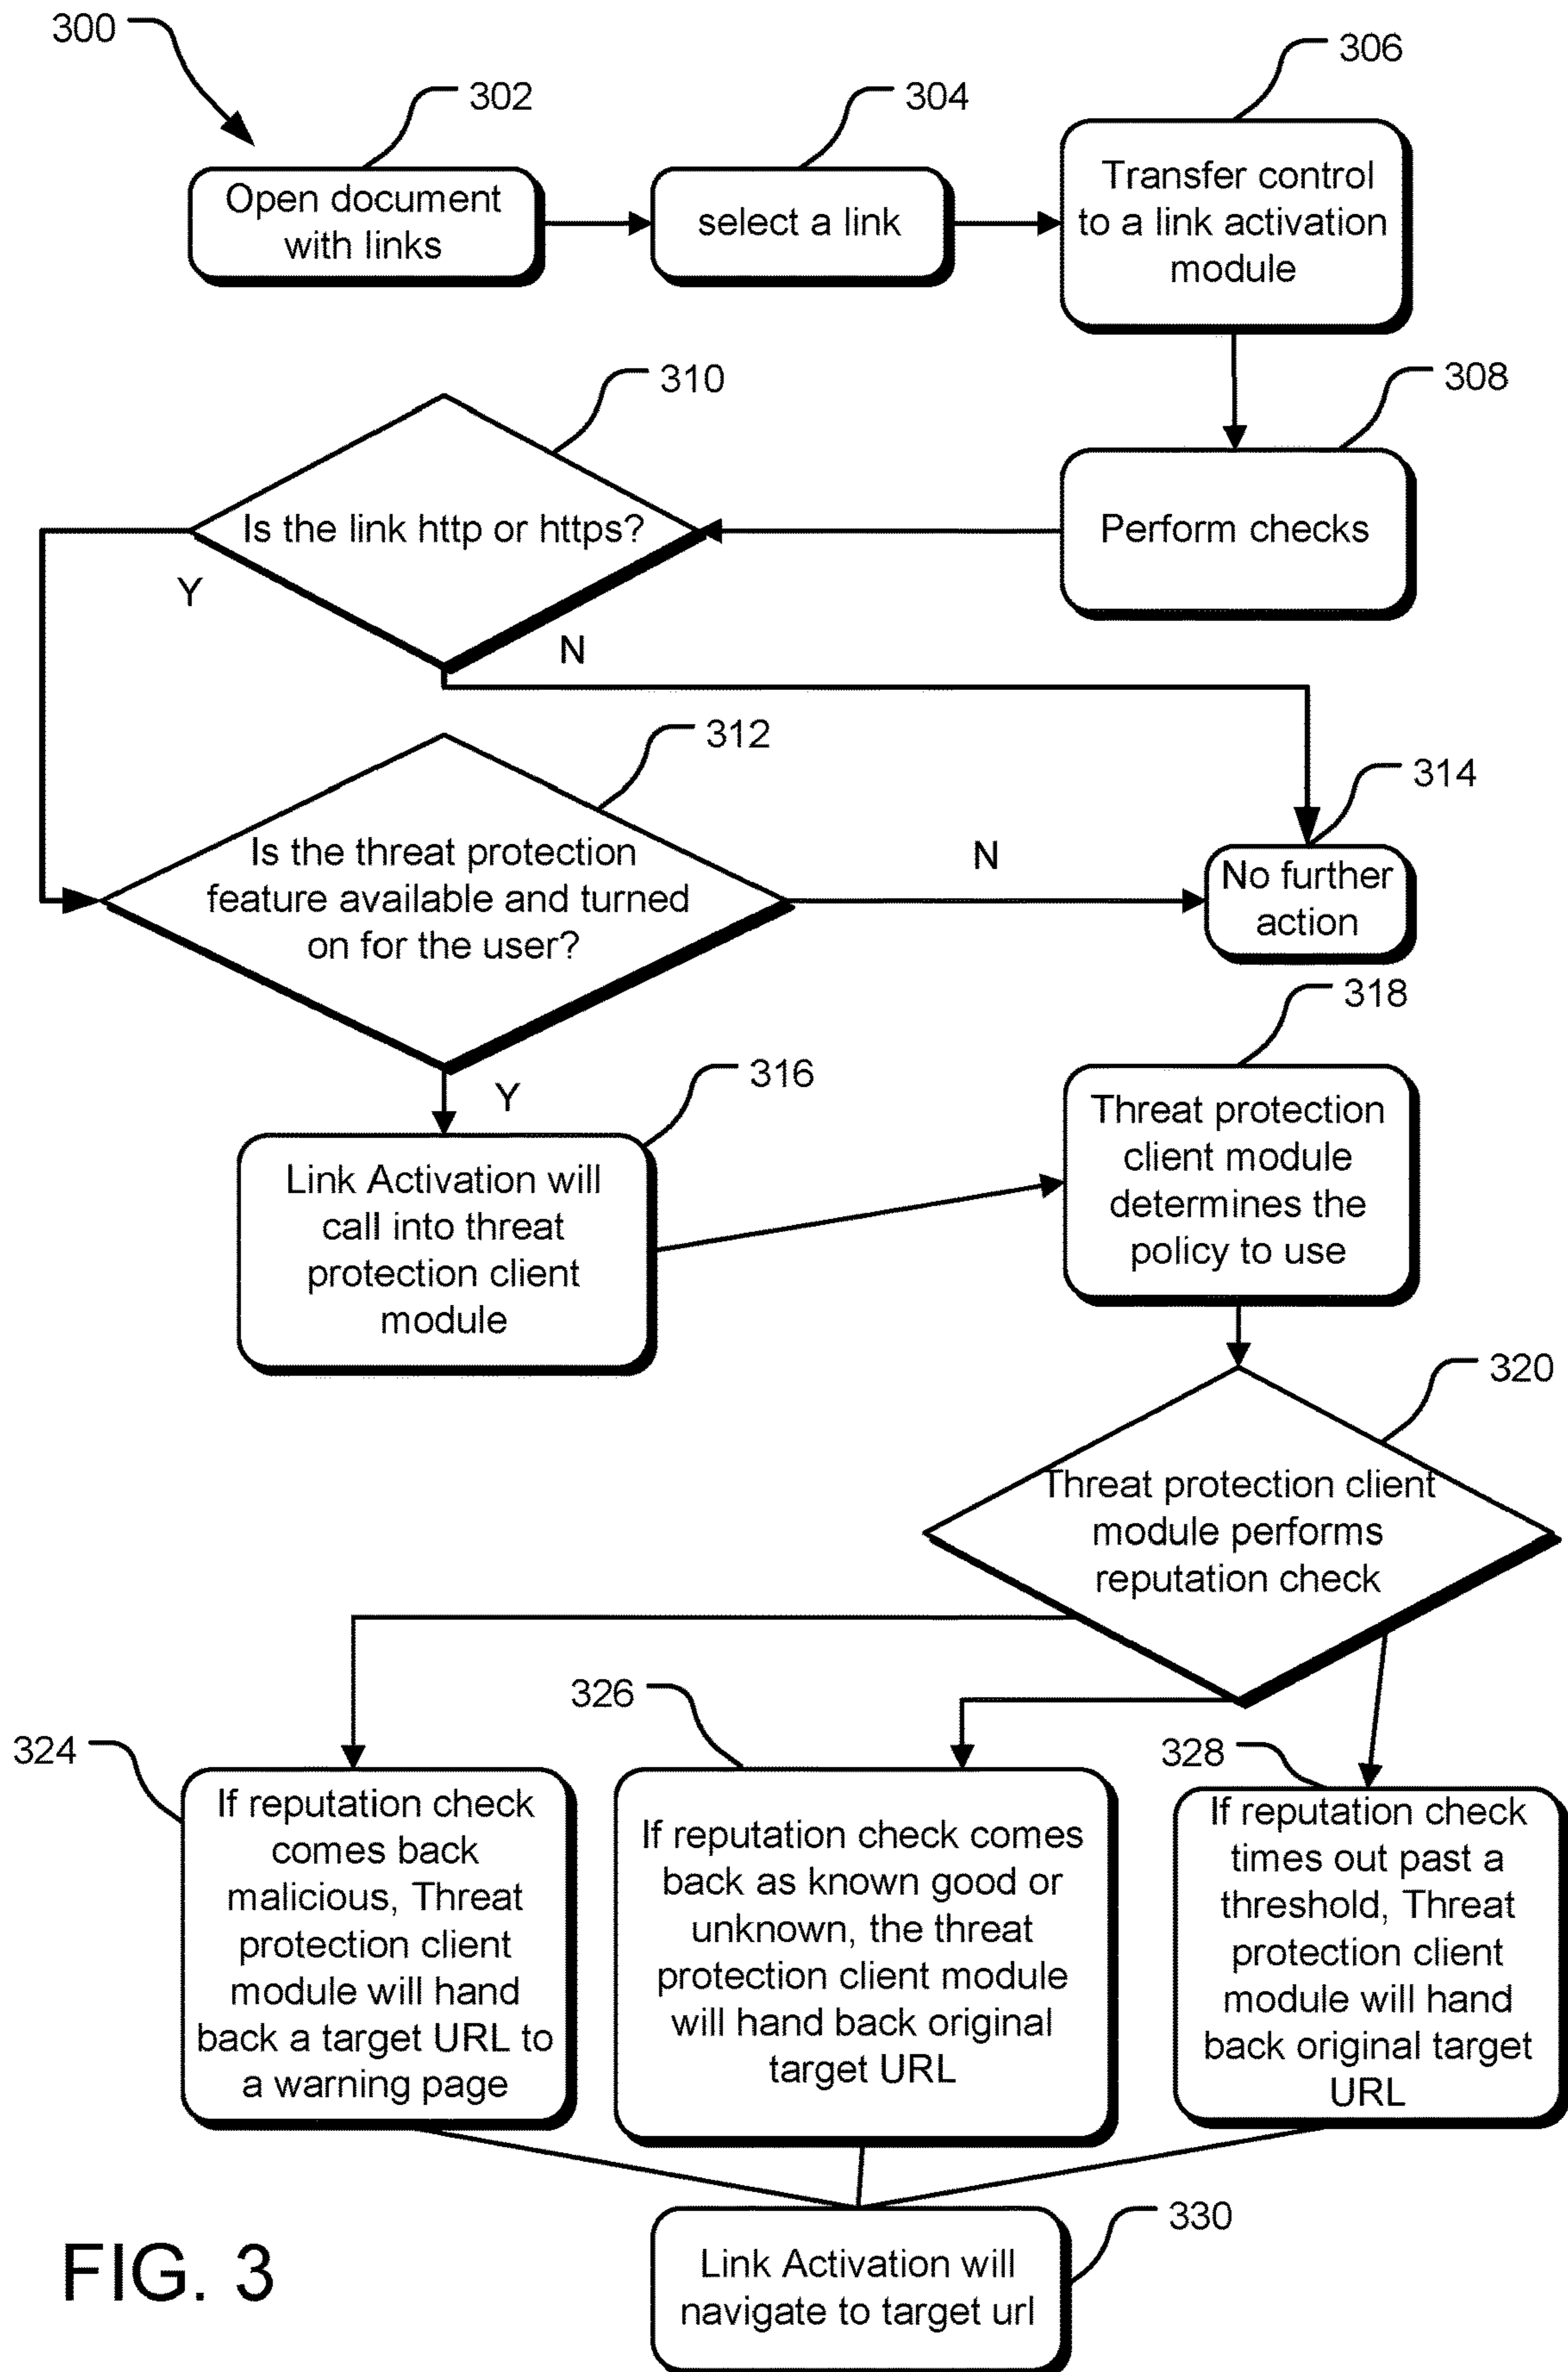 300
302
304
306
Open document
with links
select a link
Transfer control
to a link activation
module
310
308
Is the link http or https?
Perform checks
Y
N
312
314
Is the threat protection
feature available and turned
on for the user?
N
No further
action
318
316
Y
Link Activation will
call into threat
protection client
module
Threat protection
client module
determines the
policy to use
320
Threat protection client
module performs
reputation check
324
326
328
If reputation check
comes back
malicious, Threat
protection client
module will hand
back a target URL to
a warning page
If reputation check comes
back as known good or
unknown, the threat
protection client module
will hand back original
target URL
If reputation check
times out past a
threshold, Threat
protection client
module will hand
back original target
URL
330
Link Activation will
navigate to target url
FIG. 3